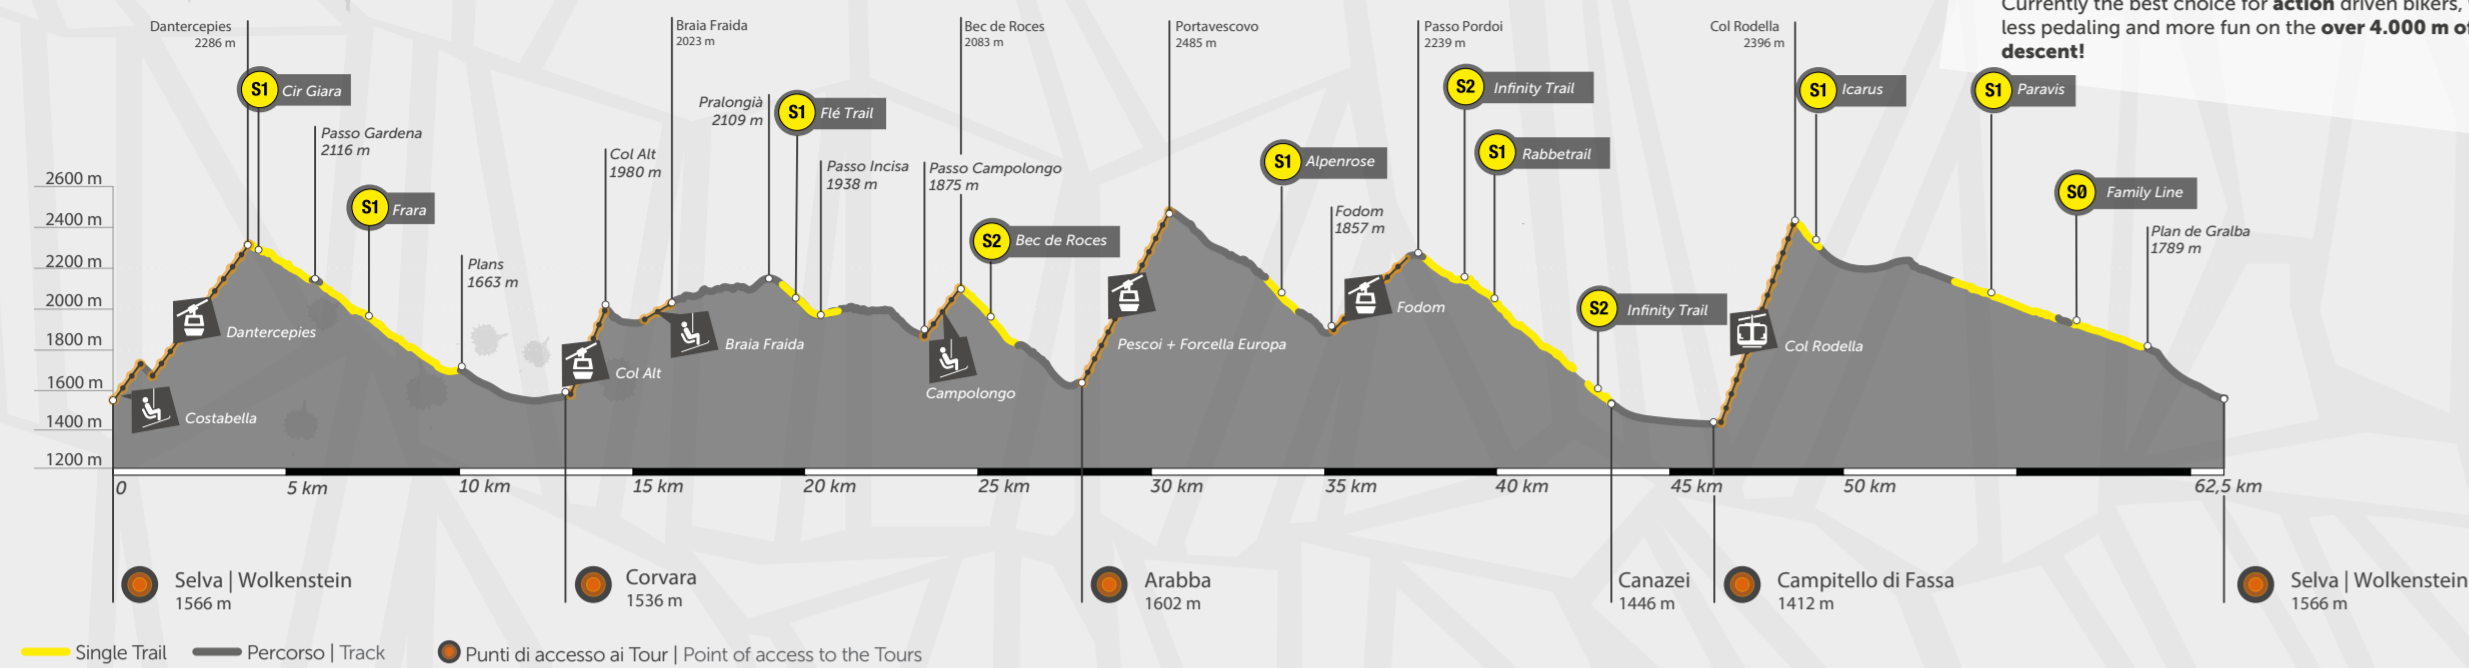 Currently the best choice for action driven bikers,
less pedaling and more fun on the over 4.000 m of
descent!
Dantercepies
2286 m
Braia Fraida
2023 m
Bec de Roces
2083 m
Portavescovo
2485 m
Passo Pordoi
2239 m
Col Rodella
2396 m
S1 Cir Giara
Pralongià
2109 m
S1 Flé Trail
S2 Infinity Trail
S1 Icarus
S1 Paravis
Passo Gardena
2116 m
Col Alt
1980 m
Passo Incisa
1938 m
Passo Campolongo
1875 m
S1 Alpenrose
S1 Rabbetrail
S1 Frara
S2 Bec de Roces
Fodom
1857 m
S0 Family Line
Plans
1663 m
Plan de Gralba
1789 m
S2 Infinity Trail
2600 m
2400 m
2200 m
2000 m
1800 m
1600 m
1400 m
1200 m
Dantercepies
Costabella
Col Alt
Braia Fraida
Campolongo
Pescoi + Forcella Europa
Fodom
Col Rodella
0 5 km 10 km 15 km 20 km 25 km 30 km 35 km 40 km 45 km 50 km 62,5 km
Selva | Wolkenstein
1566 m
Corvara
1536 m
Arabba
1602 m
Canazei
1446 m
Campitello di Fassa
1412 m
Selva | Wolkenstein
1566 m
Single Trail
Percorso | Track
Punti di accesso ai Tour | Point of access to the Tours